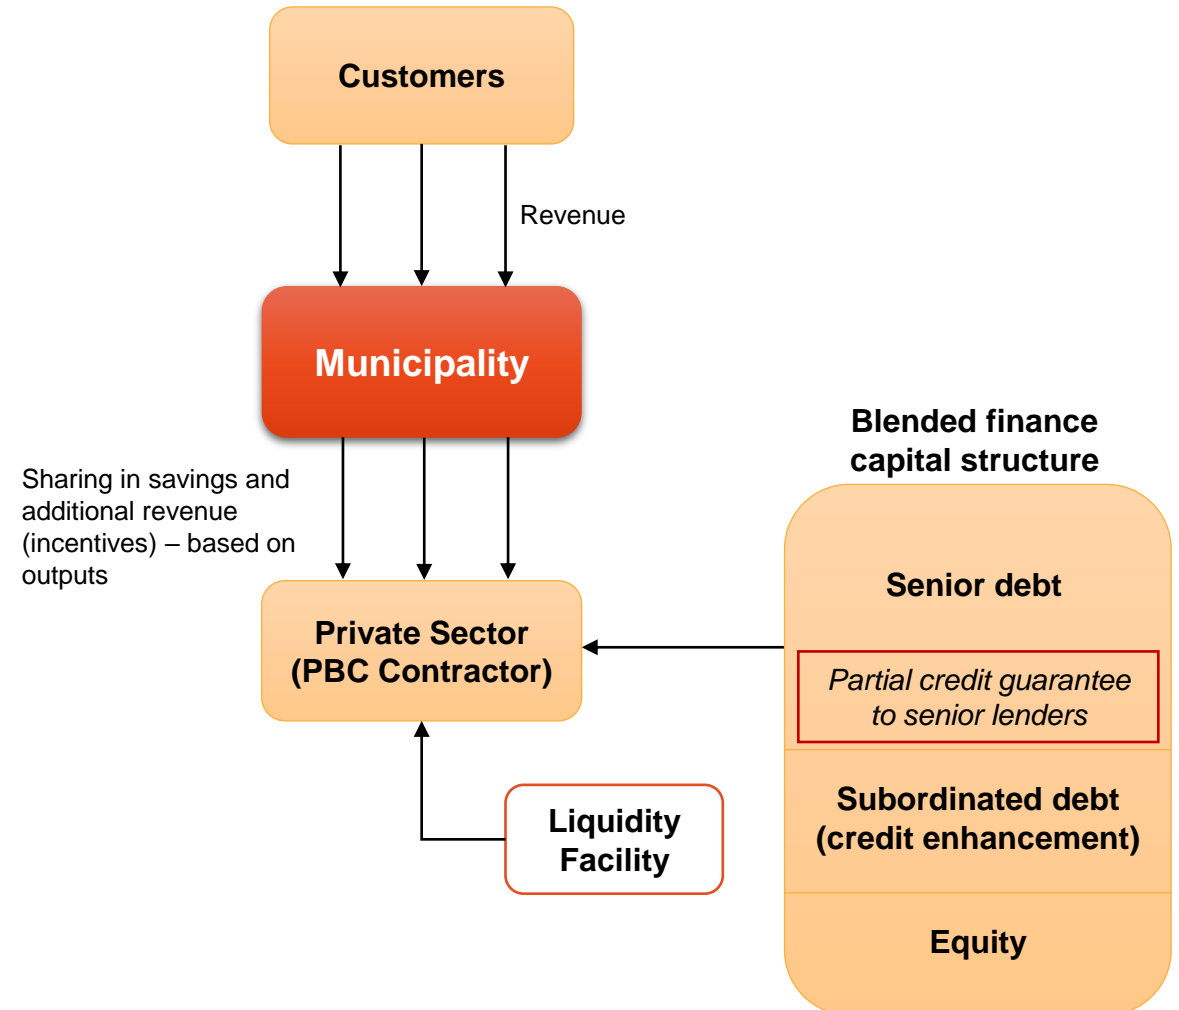 Customers
Revenue
Municipality
Sharing in savings and
additional revenue
(incentives) – based on
outputs
Private Sector
(PBC Contractor)
Liquidity
Facility
Blended finance
capital structure
Senior debt
Partial credit guarantee
to senior lenders
Subordinated debt
(credit enhancement)
Equity